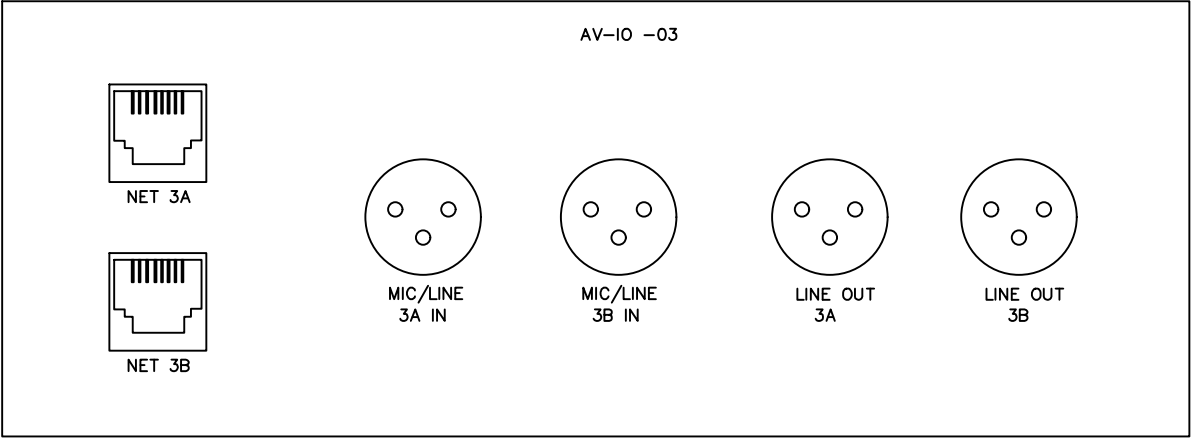 AV-IO -03
NET 3A
MIC/LINE
3A IN
MIC/LINE
3B IN
LINE OUT
3A
LINE OUT
3B
NET 3B